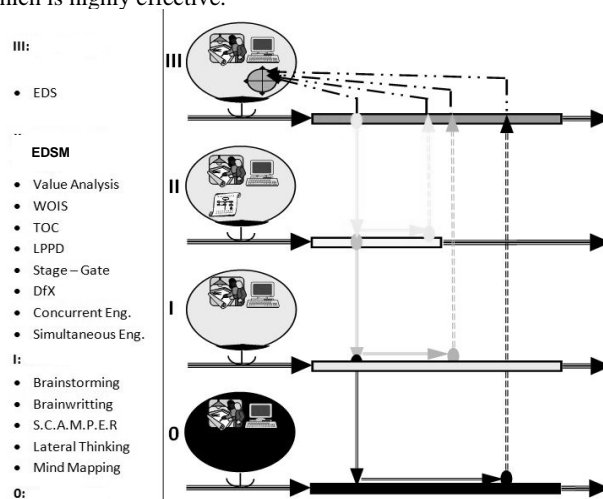 which is highly effective.
III:
• EDS
EDSM
• Value Analysis
• WOIS
• TOC
• LPPD
• Stage – Gate
• DfX
• Concurrent Eng.
• Simultaneous Eng.
I:
• Brainstorming
• Brainwritting
• S.C.A.M.P.E.R
• Lateral Thinking
• Mind Mapping
0:
III
II
I
0